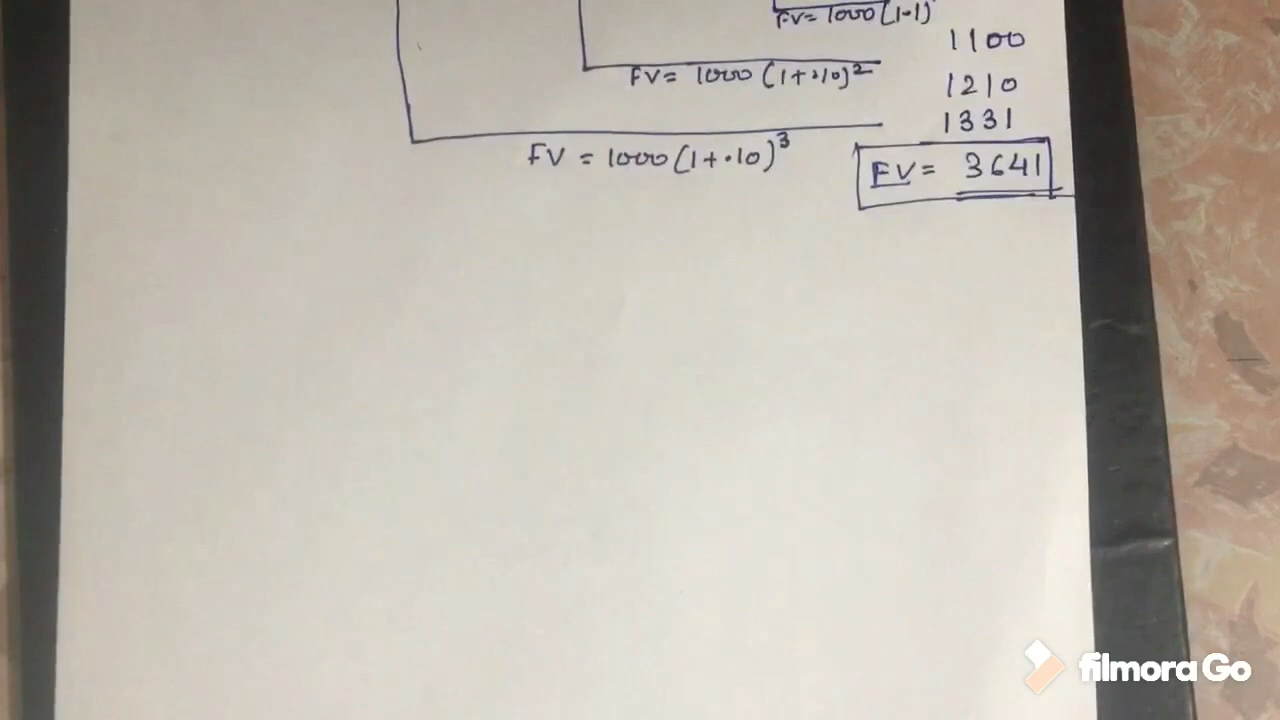 FV= 1000 (1.1)
1100
FV= 1000 (1+.10)²
1210
1331
FV = 1000 (1+.10)³
FV= 3641
filmora Go